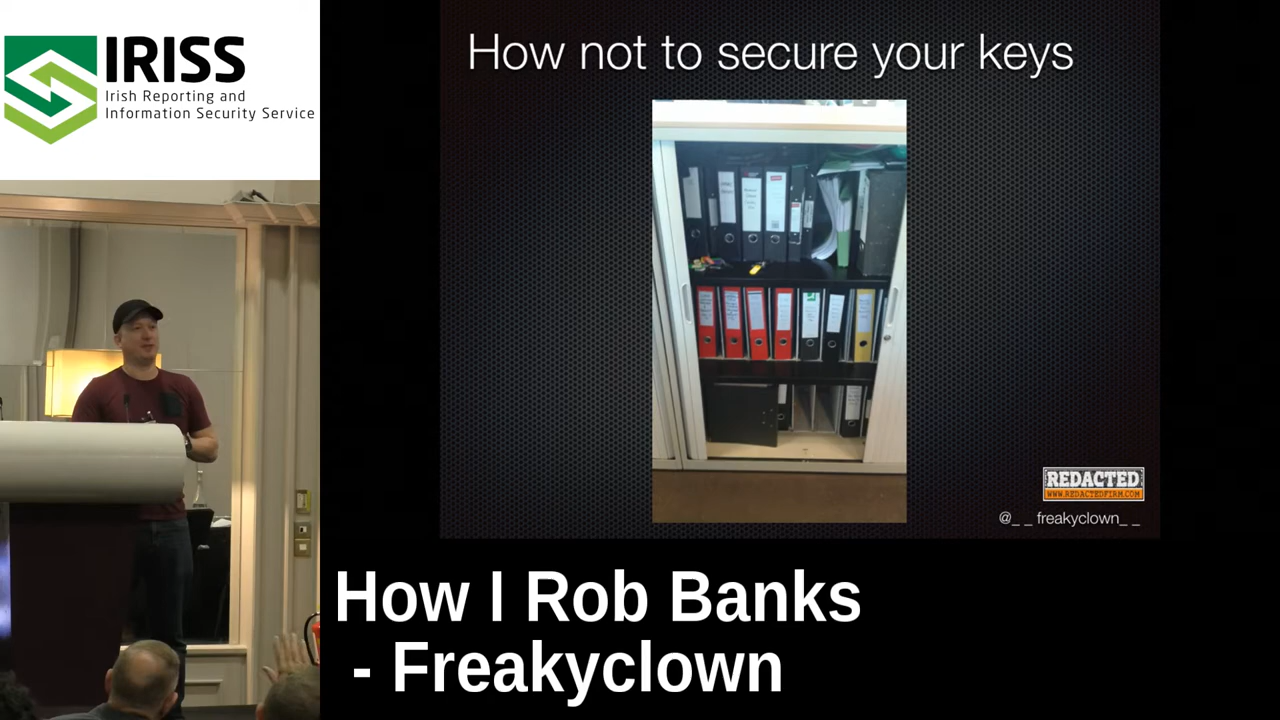 IRISS
Irish Reporting and
Information Security Service
How not to secure your keys
REDACTED
WWW.REDACTEDFIRM.COM
@_ _ freakyclown_ _
How I Rob Banks
- Freakyclown